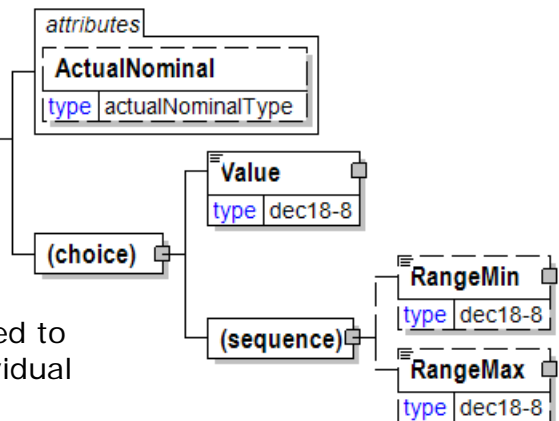 attributes
ActualNominal
type actualNominalType
Value
type dec18-8
(choice)
RangeMin
type dec18-8
(sequence)
ed to
vidual
RangeMax
type dec18-8